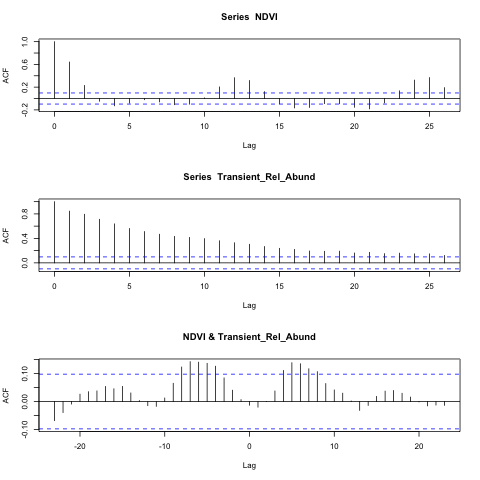 Series NDVI
ACF
-0.2 0.2 0.6 1.0
0 5 10 15 20 25
Lag
Series Transient_Rel_Abund
ACF
0.0 0.4 0.8
0 5 10 15 20 25
Lag
NDVI & Transient_Rel_Abund
ACF
-0.10 0.00 0.10
-20 -10 0 10 20
Lag